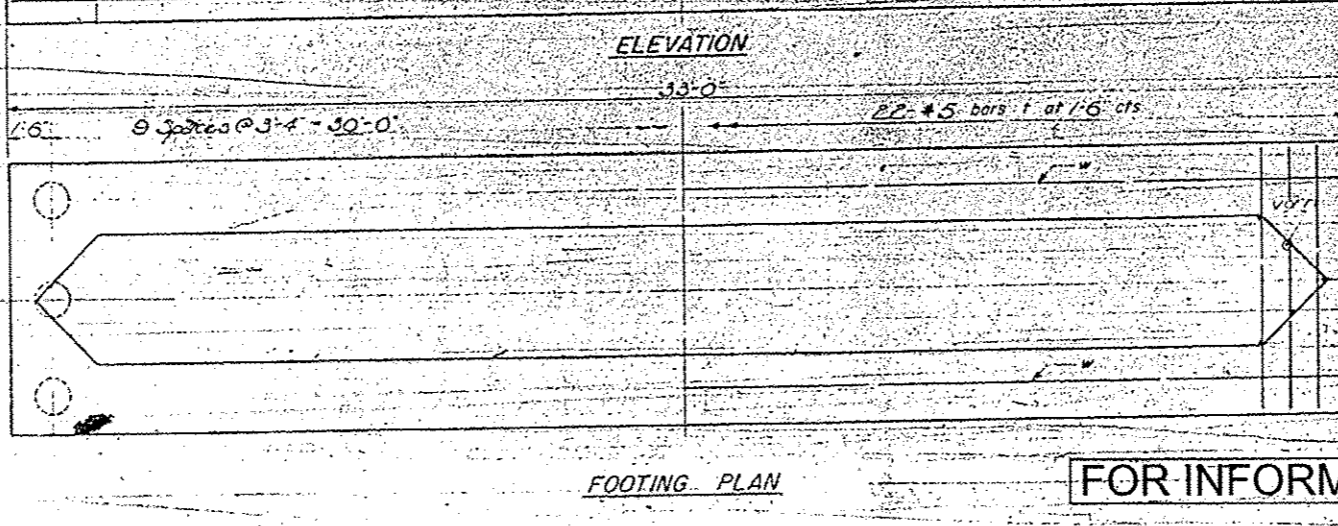 ELEVATION
33'-0"
1'-6" 9 Spaces @ 3'-4" = 30'-0"
22-#5 bars t at 1'-6 cts
w
w
FOOTING PLAN
FOR INFORM